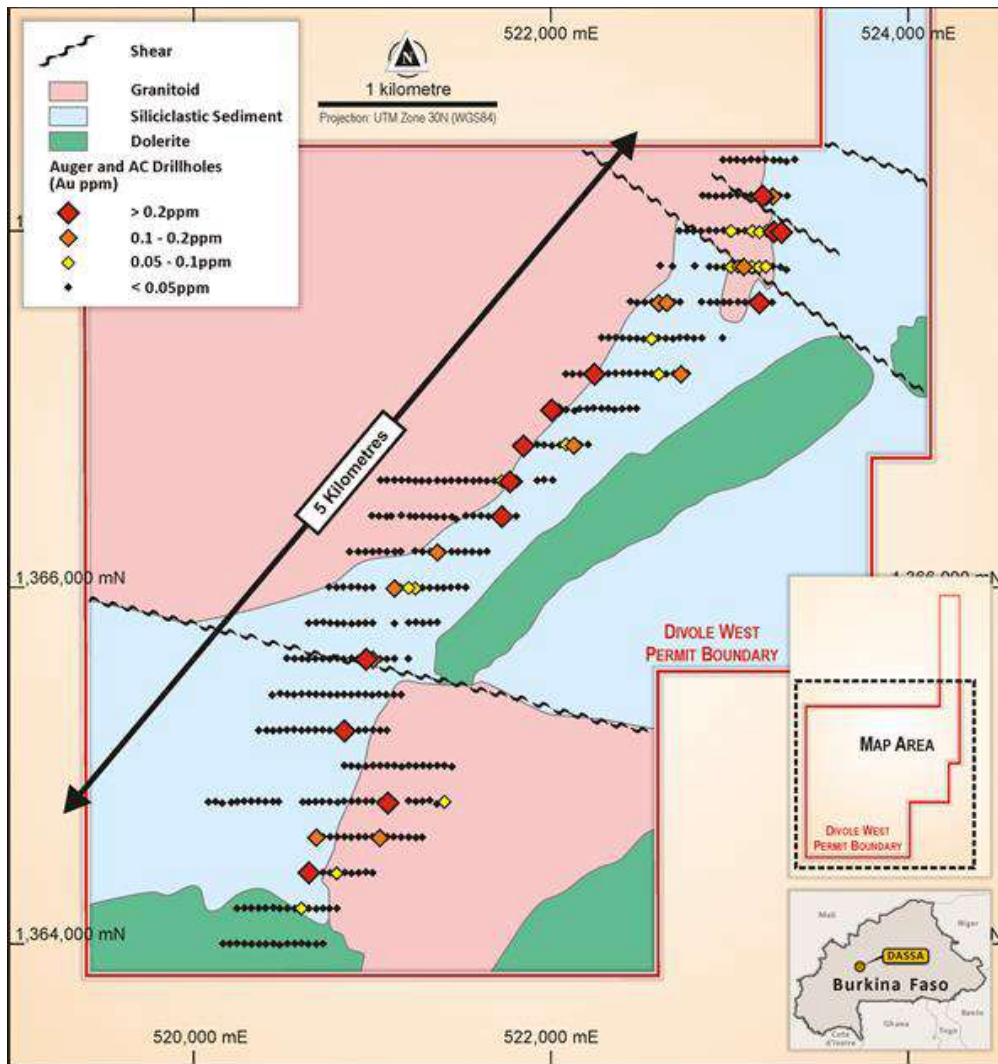 522,000 mE
524,000 mE
Shear
Granitoid
Siliciclastic Sediment
Dolerite
Auger and AC Drillholes
(Au ppm)
> 0.2ppm
0.1 - 0.2ppm
0.05 - 0.1ppm
< 0.05ppm
N
1 kilometre
Projection: UTM Zone 30N (WGS84)
5 Kilometres
1,366,000 mN
DIVOLE WEST
PERMIT BOUNDARY
MAP AREA
DIVOLE WEST
PERMIT BOUNDARY
1,364,000 mN
Mali
Niger
DASSA
Burkina Faso
Benin
Ghana
Togo
Cote
d'Ivoire
520,000 mE
522,000 mE